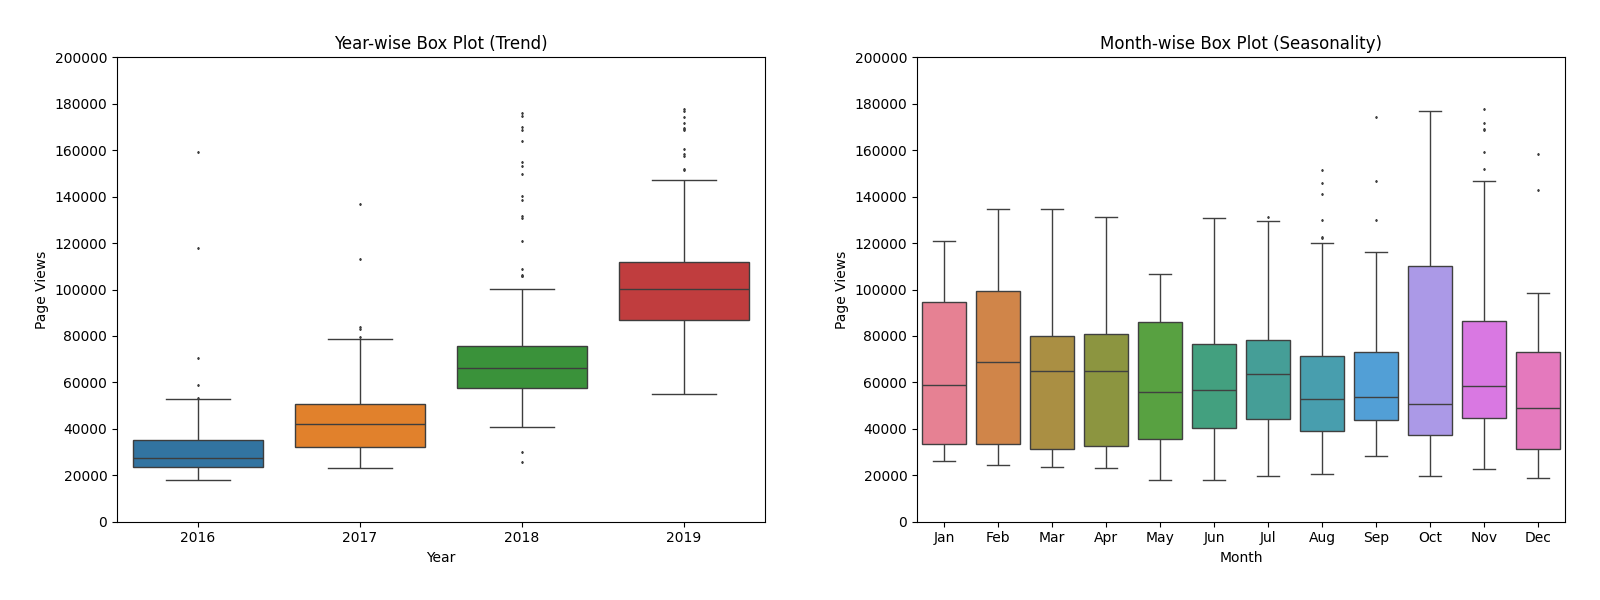 Year-wise Box Plot (Trend)
200000
180000
160000
140000
120000
100000
80000
60000
40000
20000
0
Page Views
2016 2017 2018 2019
Year
Month-wise Box Plot (Seasonality)
200000
180000
160000
140000
120000
100000
80000
60000
40000
20000
0
Page Views
Jan Feb Mar Apr May Jun Jul Aug Sep Oct Nov Dec
Month